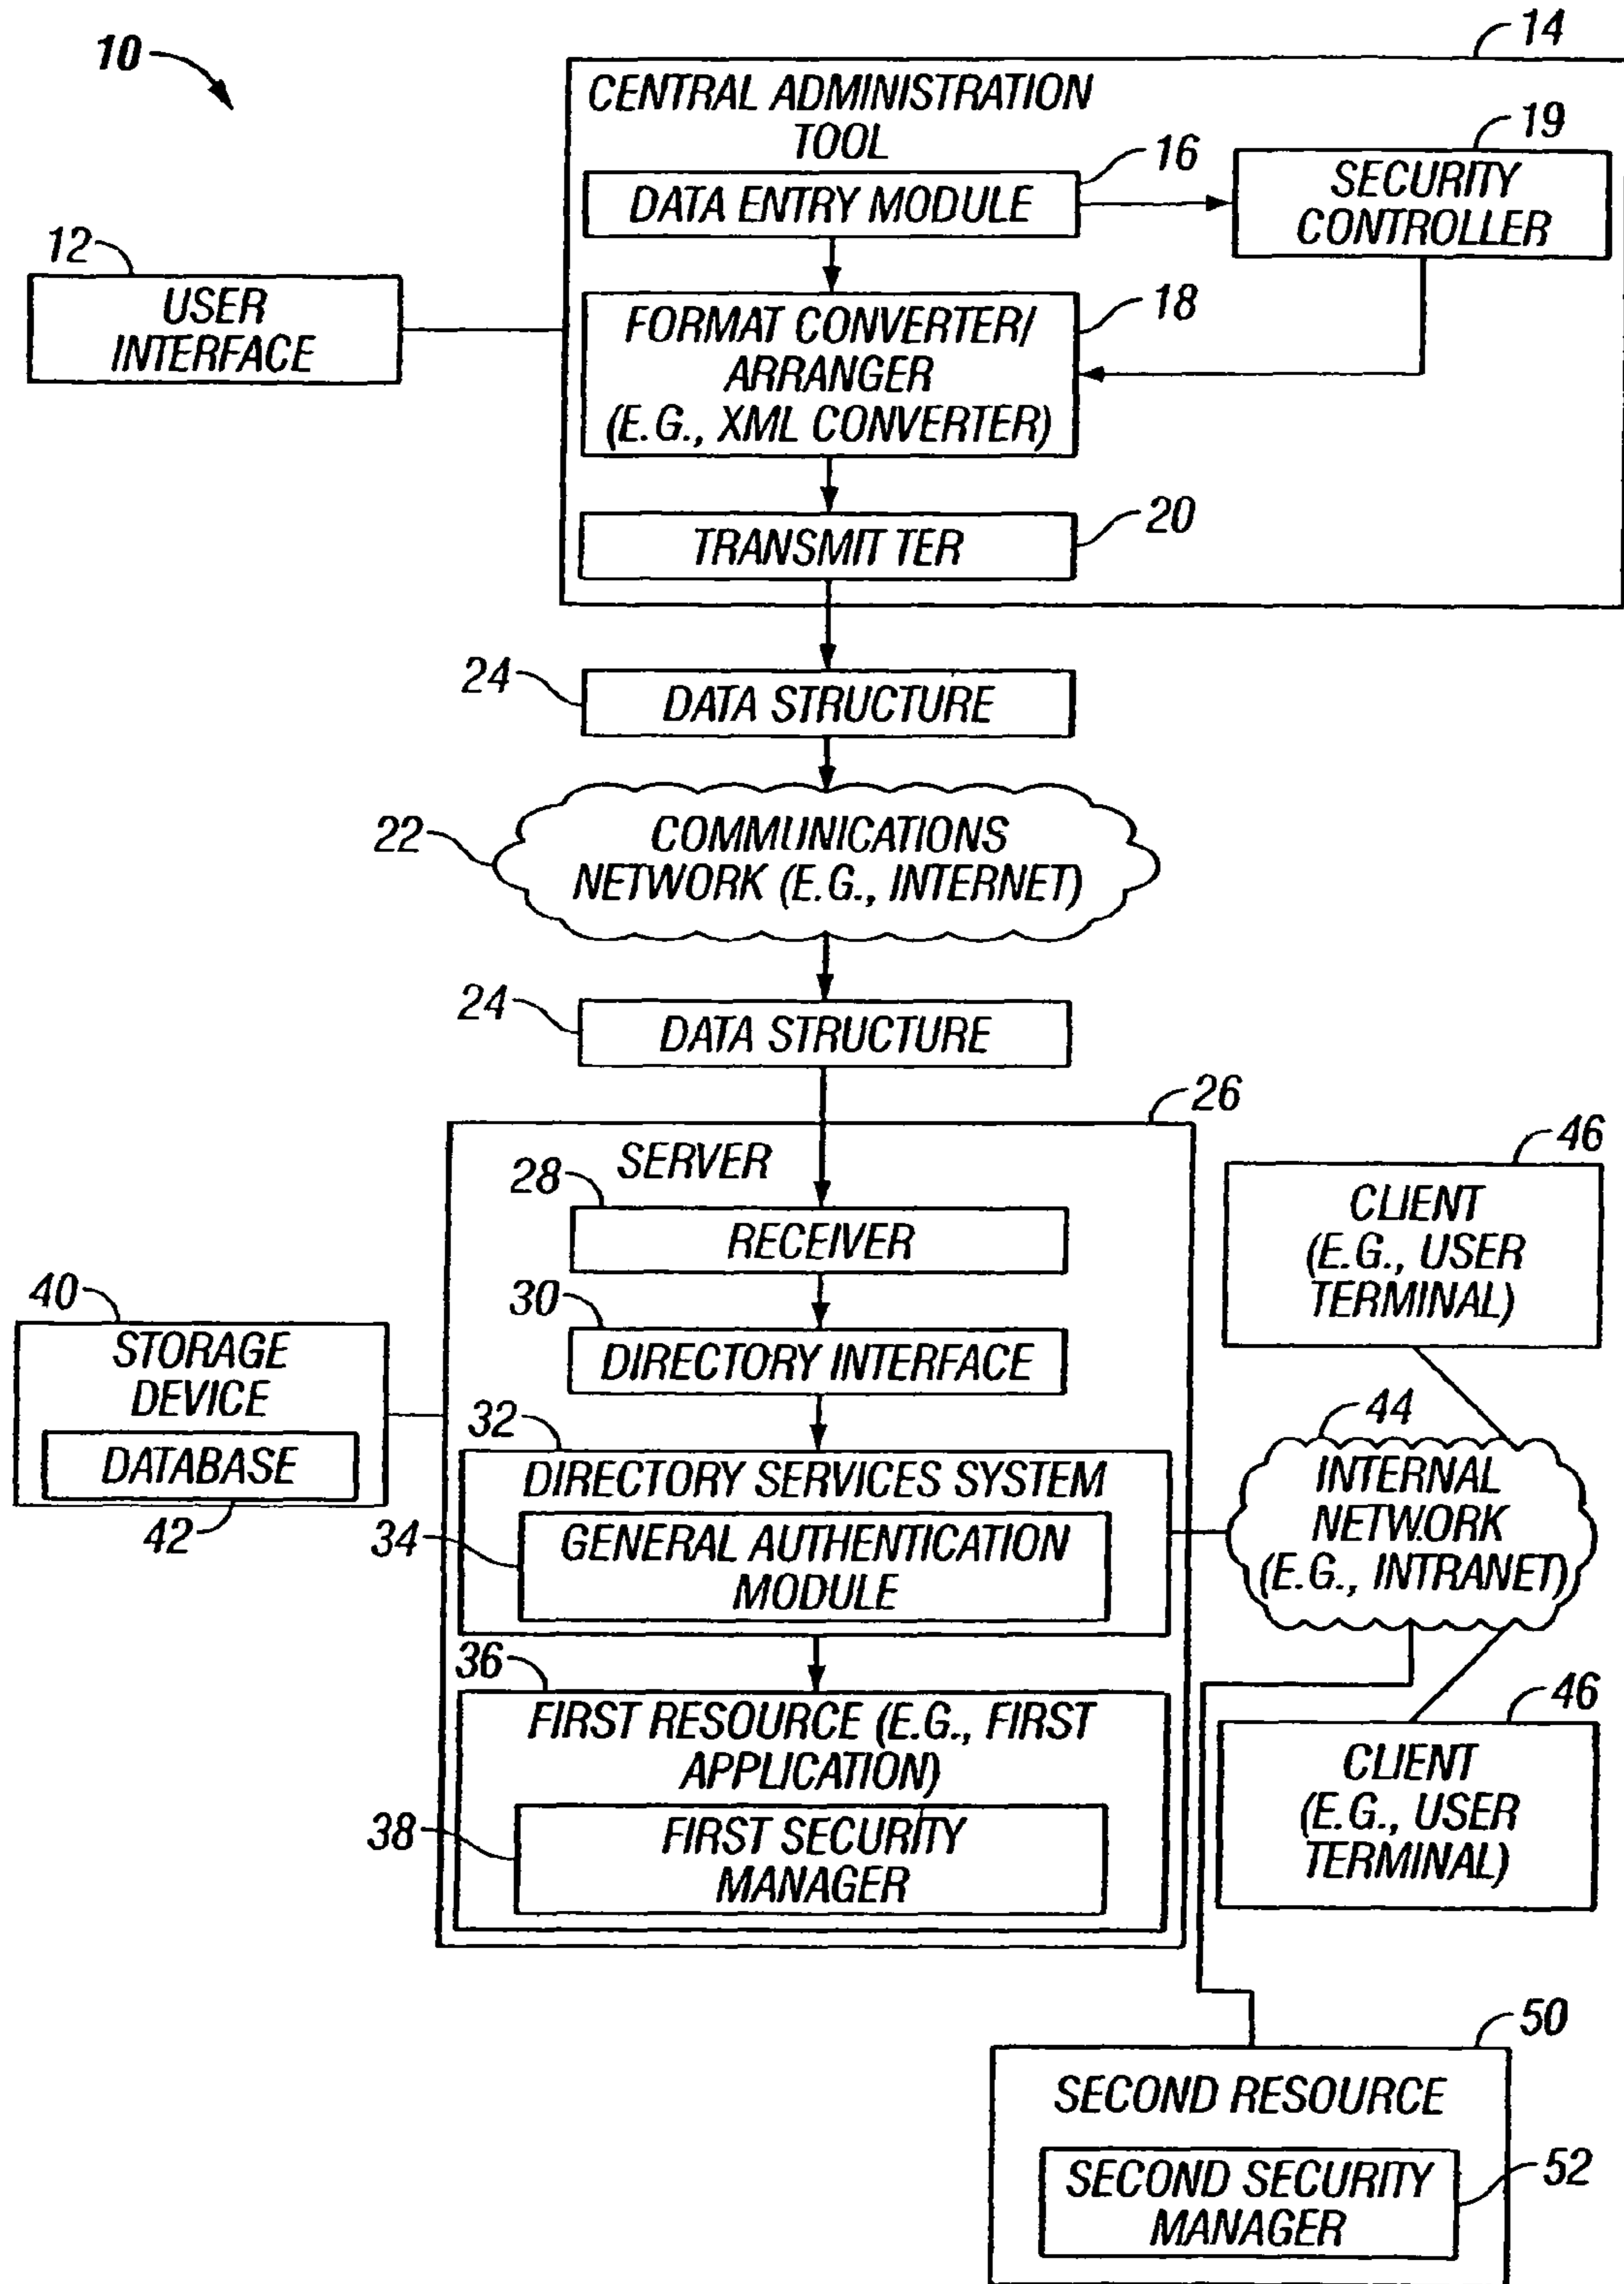 10
14
CENTRAL ADMINISTRATION
TOOL
16
DATA ENTRY MODULE
19
SECURITY
CONTROLLER
12
USER
INTERFACE
18
FORMAT CONVERTER/
ARRANGER
(E.G., XML CONVERTER)
20
TRANSMITTER
24
DATA STRUCTURE
22
COMMUNICATIONS
NETWORK (E.G., INTERNET)
24
DATA STRUCTURE
26
SERVER
28
RECEIVER
30
DIRECTORY INTERFACE
46
CLIENT
(E.G., USER
TERMINAL)
40
STORAGE
DEVICE
DATABASE
42
32
DIRECTORY SERVICES SYSTEM
34
GENERAL AUTHENTICATION
MODULE
44
INTERNAL
NETWORK
(E.G., INTRANET)
36
FIRST RESOURCE (E.G., FIRST
APPLICATION)
38
FIRST SECURITY
MANAGER
46
CLIENT
(E.G., USER
TERMINAL)
50
SECOND RESOURCE
SECOND SECURITY
MANAGER
52